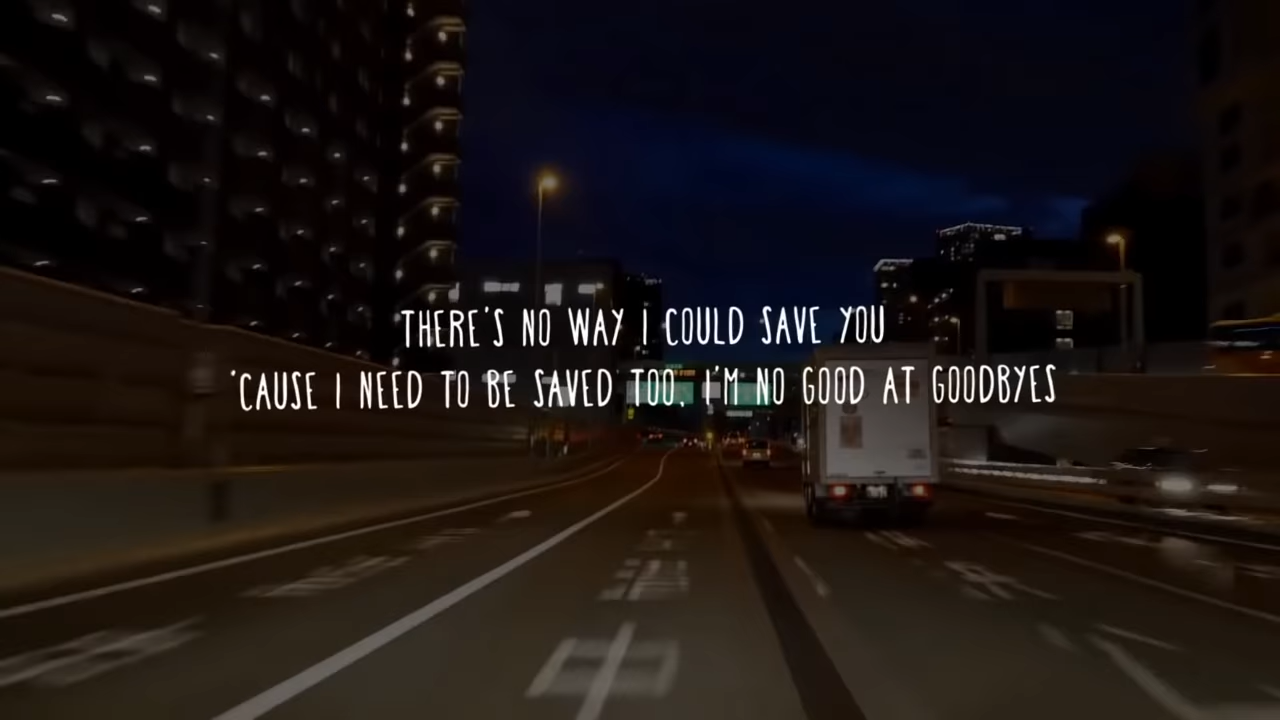 THERE'S NO WAY I COULD SAVE YOU
'CAUSE I NEED TO BE SAVED TOO, I'M NO GOOD AT GOODBYES